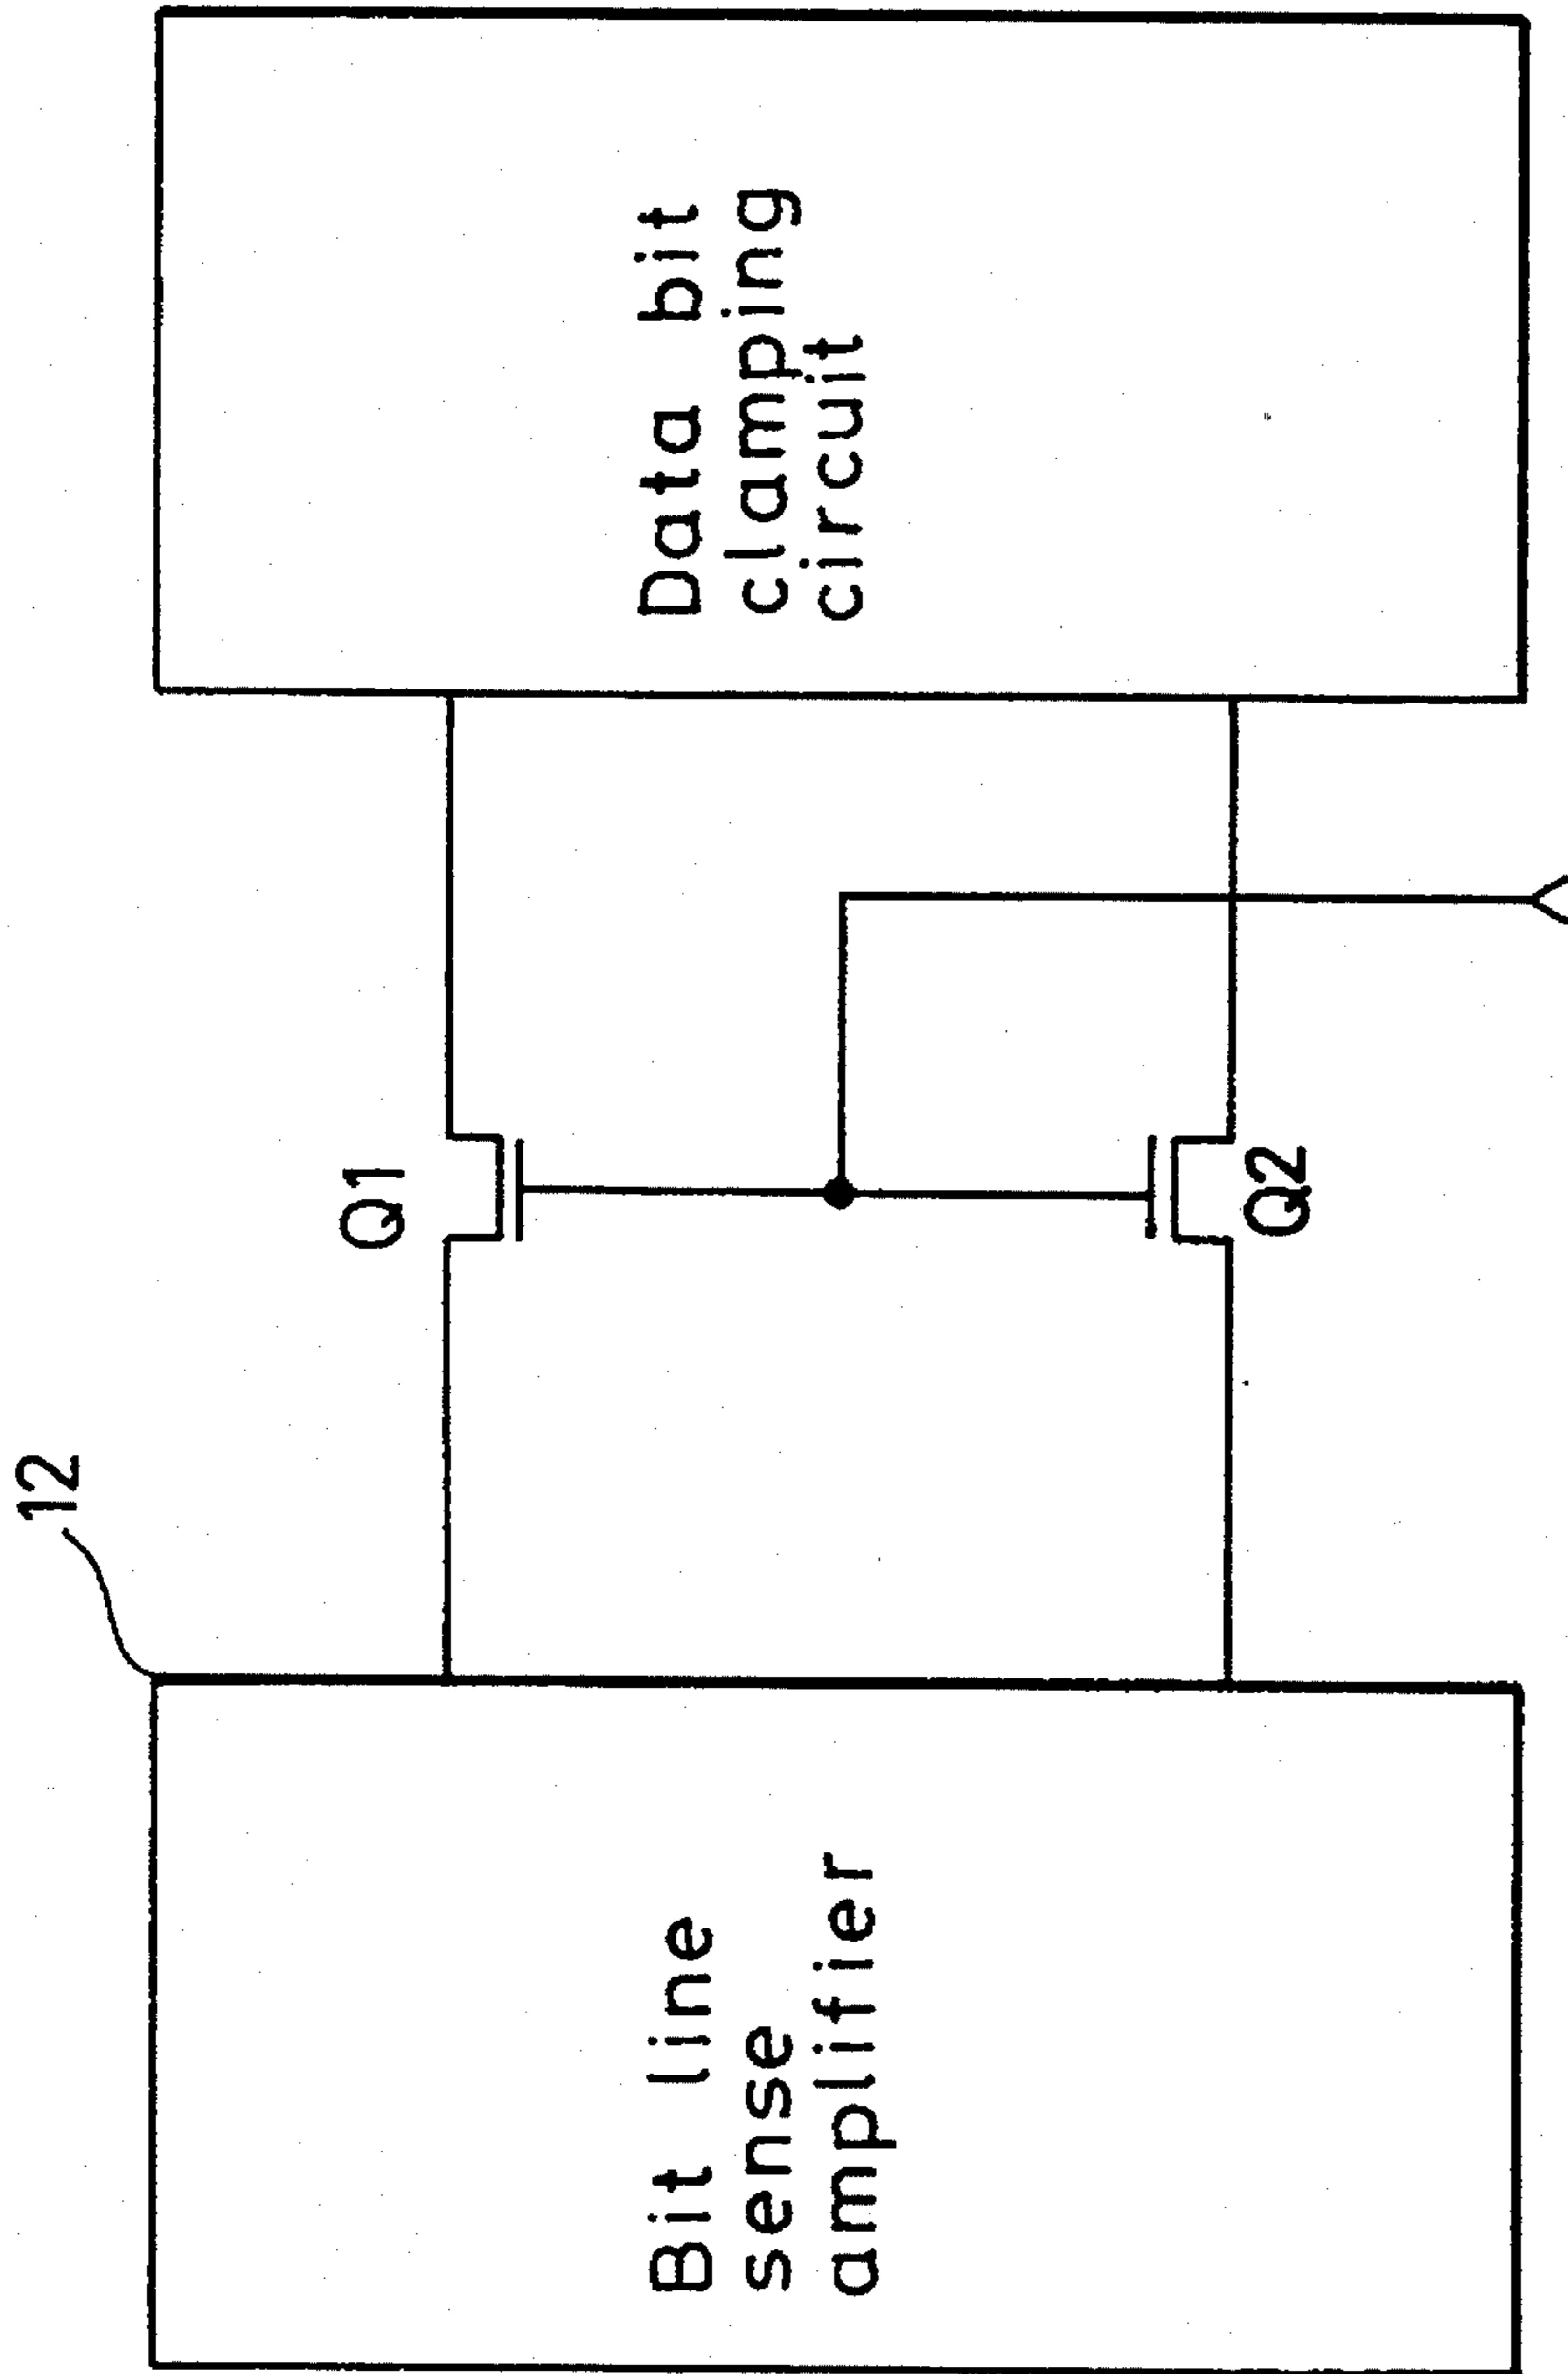 12
Bit line
sense
amplifier
Q1
Q2
Data bit
clamping
circuit